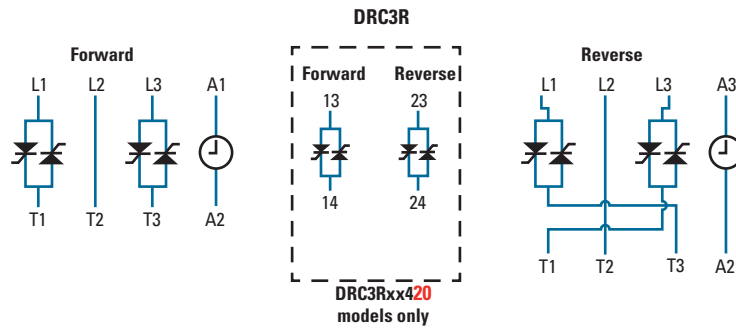 DRC3R
Forward
L1 L2 L3 A1
T1 T2 T3 A2
Forward Reverse
13 23
14 24
DRC3Rxx420
models only
Reverse
L1 L2 L3 A3
T1 T2 T3 A2